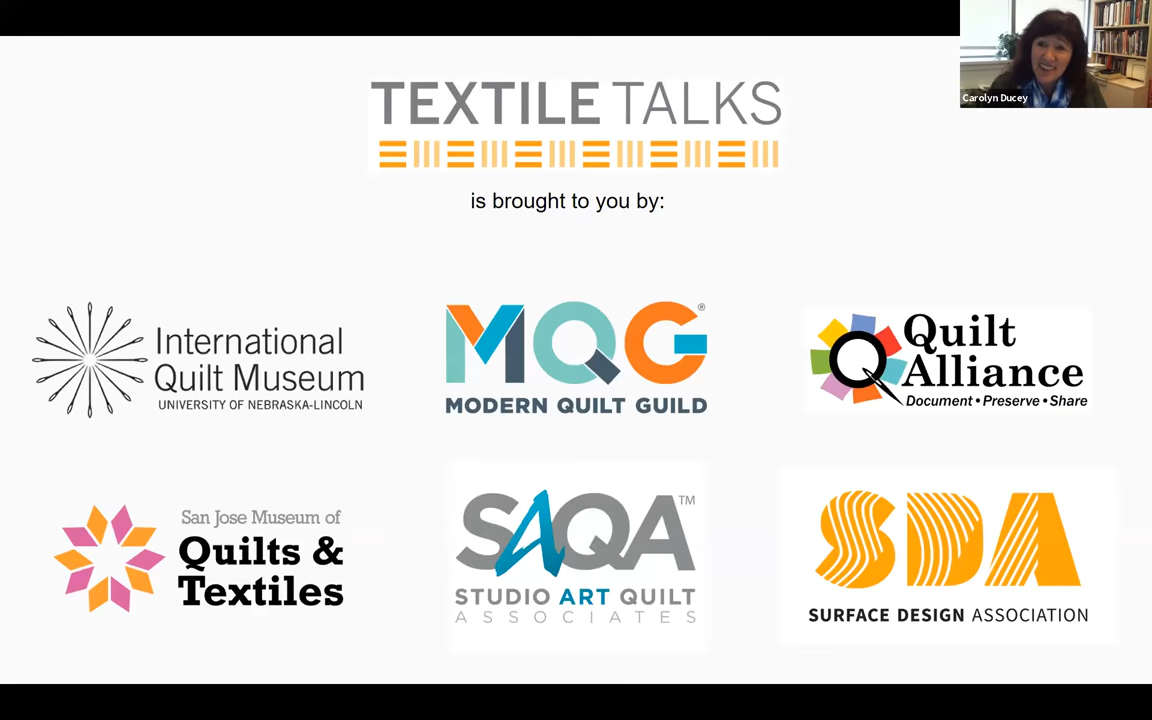 TEXTILE TALKS
is brought to you by:
Carolyn Ducey
International
Quilt Museum
UNIVERSITY OF NEBRASKA-LINCOLN
MQG®
MODERN QUILT GUILD
Quilt
Alliance
Document • Preserve • Share
San Jose Museum of
Quilts &
Textiles
SAQA™
STUDIO ART QUILT
ASSOCIATES
SDA
SURFACE DESIGN ASSOCIATION